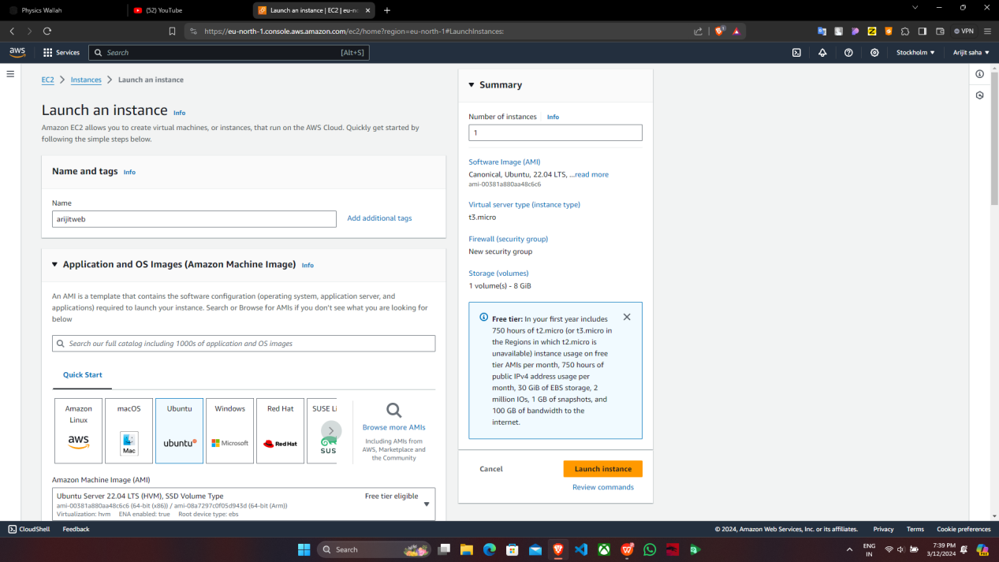 Physics Wallah
(52) YouTube
Launch an instance | EC2 | eu-no
https://eu-north-1.console.aws.amazon.com/ec2/home?region=eu-north-1#LaunchInstances:
VPN
aws
Services
Search
[Alt+S]
Stockholm
Arijit saha
EC2
Instances
Launch an instance
Launch an instance Info
Amazon EC2 allows you to create virtual machines, or instances, that run on the AWS Cloud. Quickly get started by
following the simple steps below.
Name and tags Info
Name
arijitweb
Add additional tags
Application and OS Images (Amazon Machine Image) Info
An AMI is a template that contains the software configuration (operating system, application server, and
applications) required to launch your instance. Search or Browse for AMIs if you don't see what you are looking for
below
Search our full catalog including 1000s of application and OS images
Quick Start
Amazon
Linux
aws
macOS
Mac
Ubuntu
ubuntu
Windows
Microsoft
Red Hat
Red Hat
SUSE Li
SUS
Browse more AMIs
Including AMIs from
AWS, Marketplace and
the Community
Amazon Machine Image (AMI)
Ubuntu Server 22.04 LTS (HVM), SSD Volume Type
Free tier eligible
ami-00381a880aa48c6c6 (64-bit (x86)) / ami-08a7297c0f05d943d (64-bit (Arm))
Virtualization: hvm ENA enabled: true Root device type: ebs
Summary
Number of instances Info
1
Software Image (AMI)
Canonical, Ubuntu, 22.04 LTS, ...read more
ami-00381a880aa48c6c6
Virtual server type (instance type)
t3.micro
Firewall (security group)
New security group
Storage (volumes)
1 volume(s) - 8 GiB
Free tier: In your first year includes
750 hours of t2.micro (or t3.micro in
the Regions in which t2.micro is
unavailable) instance usage on free
tier AMIs per month, 750 hours of
public IPv4 address usage per
month, 30 GiB of EBS storage, 2
million IOs, 1 GB of snapshots, and
100 GB of bandwidth to the
internet.
Cancel
Launch instance
Review commands
CloudShell
Feedback
© 2024, Amazon Web Services, Inc. or its affiliates.
Privacy
Terms
Cookie preferences
Search
ENG
IN
7:39 PM
3/12/2024